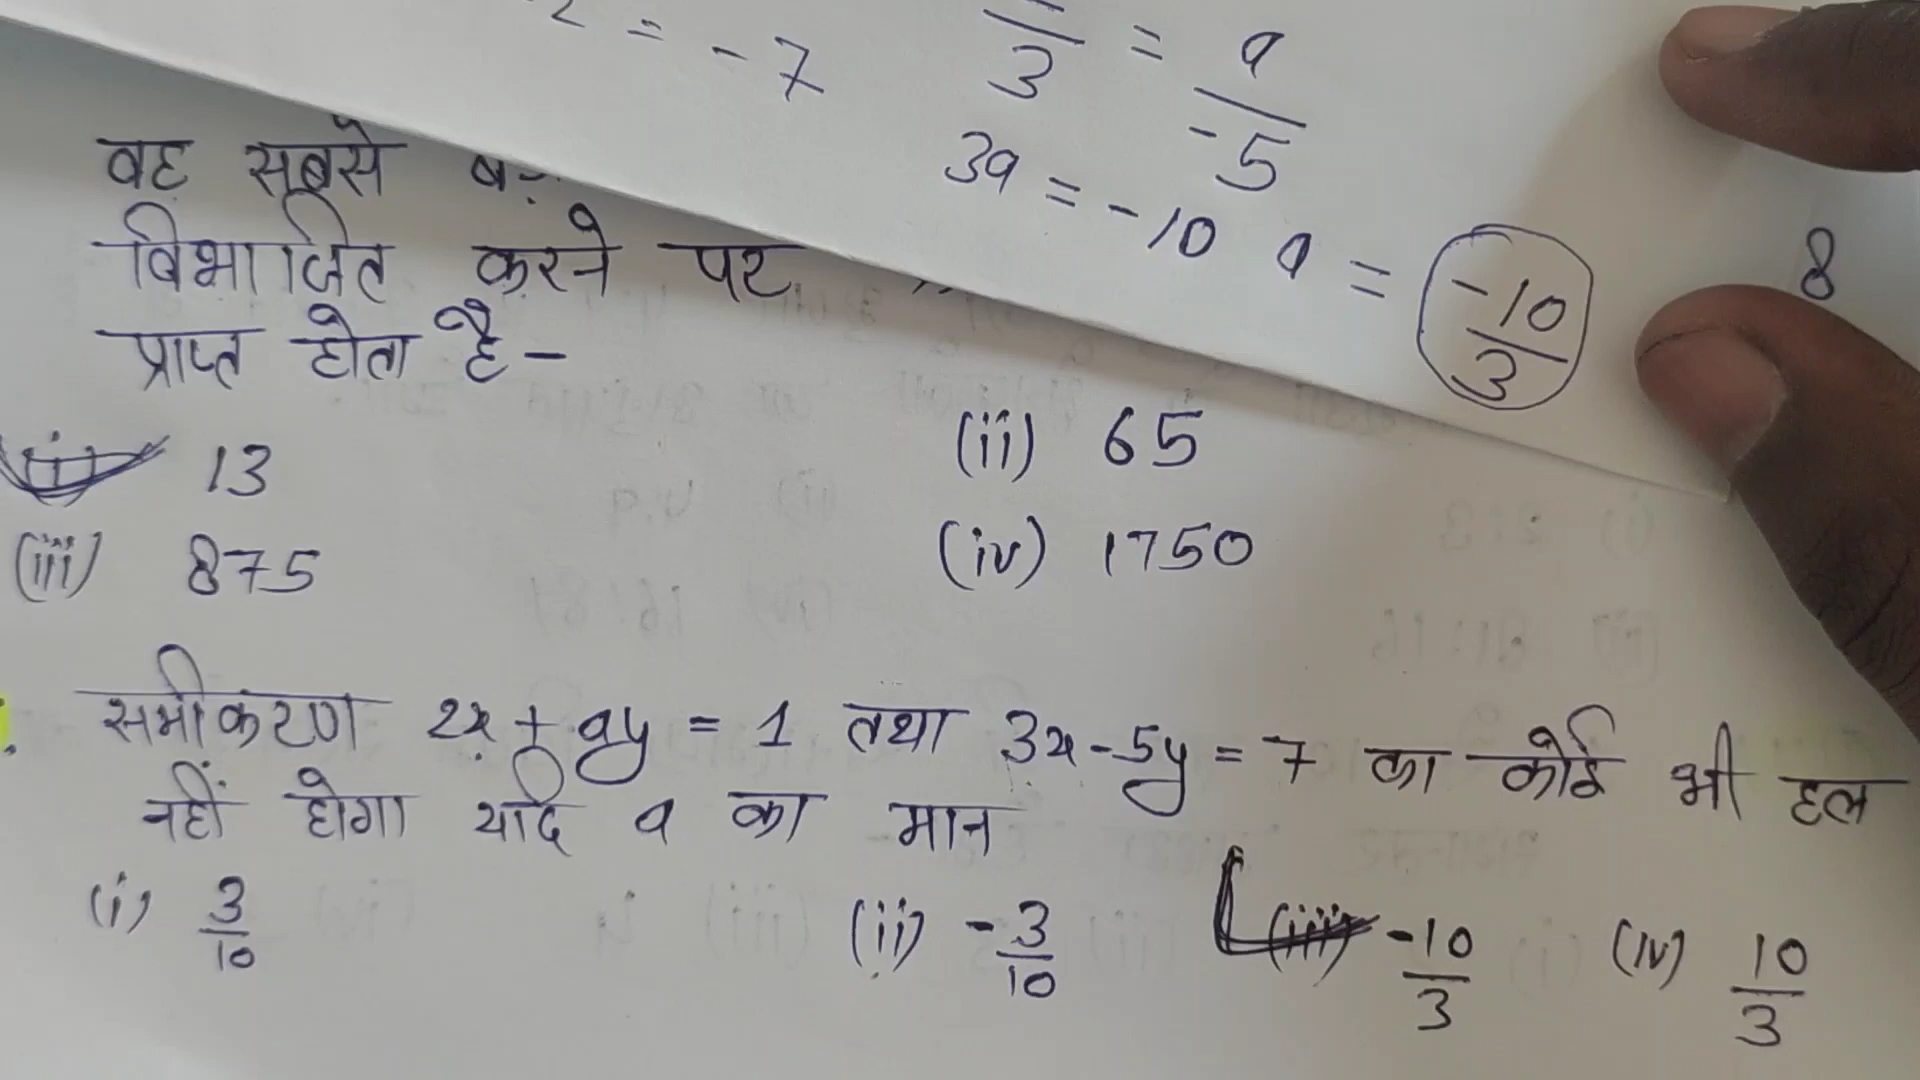 = -7
3 = a
-5
3a = -10 a = -10/3
8
वह सबसे
विभाजित करने पर
प्राप्त होता है-
(i) 13 (ii) 65
(iii) 875 (iv) 1750
समीकरण 2x + ay = 1 तथा 3x - 5y = 7 का कोई भी हल
नहीं होगा यदि a का मान
(i) 3/10 (ii) -3/10 (iii) -10/3 (iv) 10/3